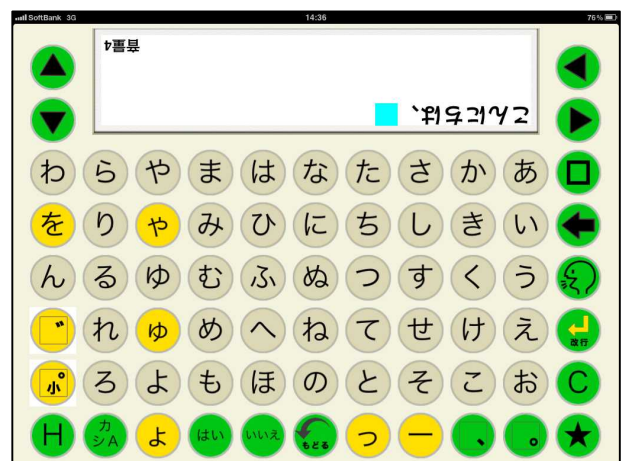 SoftBank 3G 14:36 76%
音量4
こんにちは、
わ ら や ま は な た さ か あ
を り ゃ み ひ に ち し き い
ん る ゆ む ふ ぬ つ す く う
゛ れ ゅ め へ ね て せ け え 改行
゜小 ろ よ も ほ の と そ こ お C
H カシA ょ はい いいえ もどる っ ー 、 。 ★